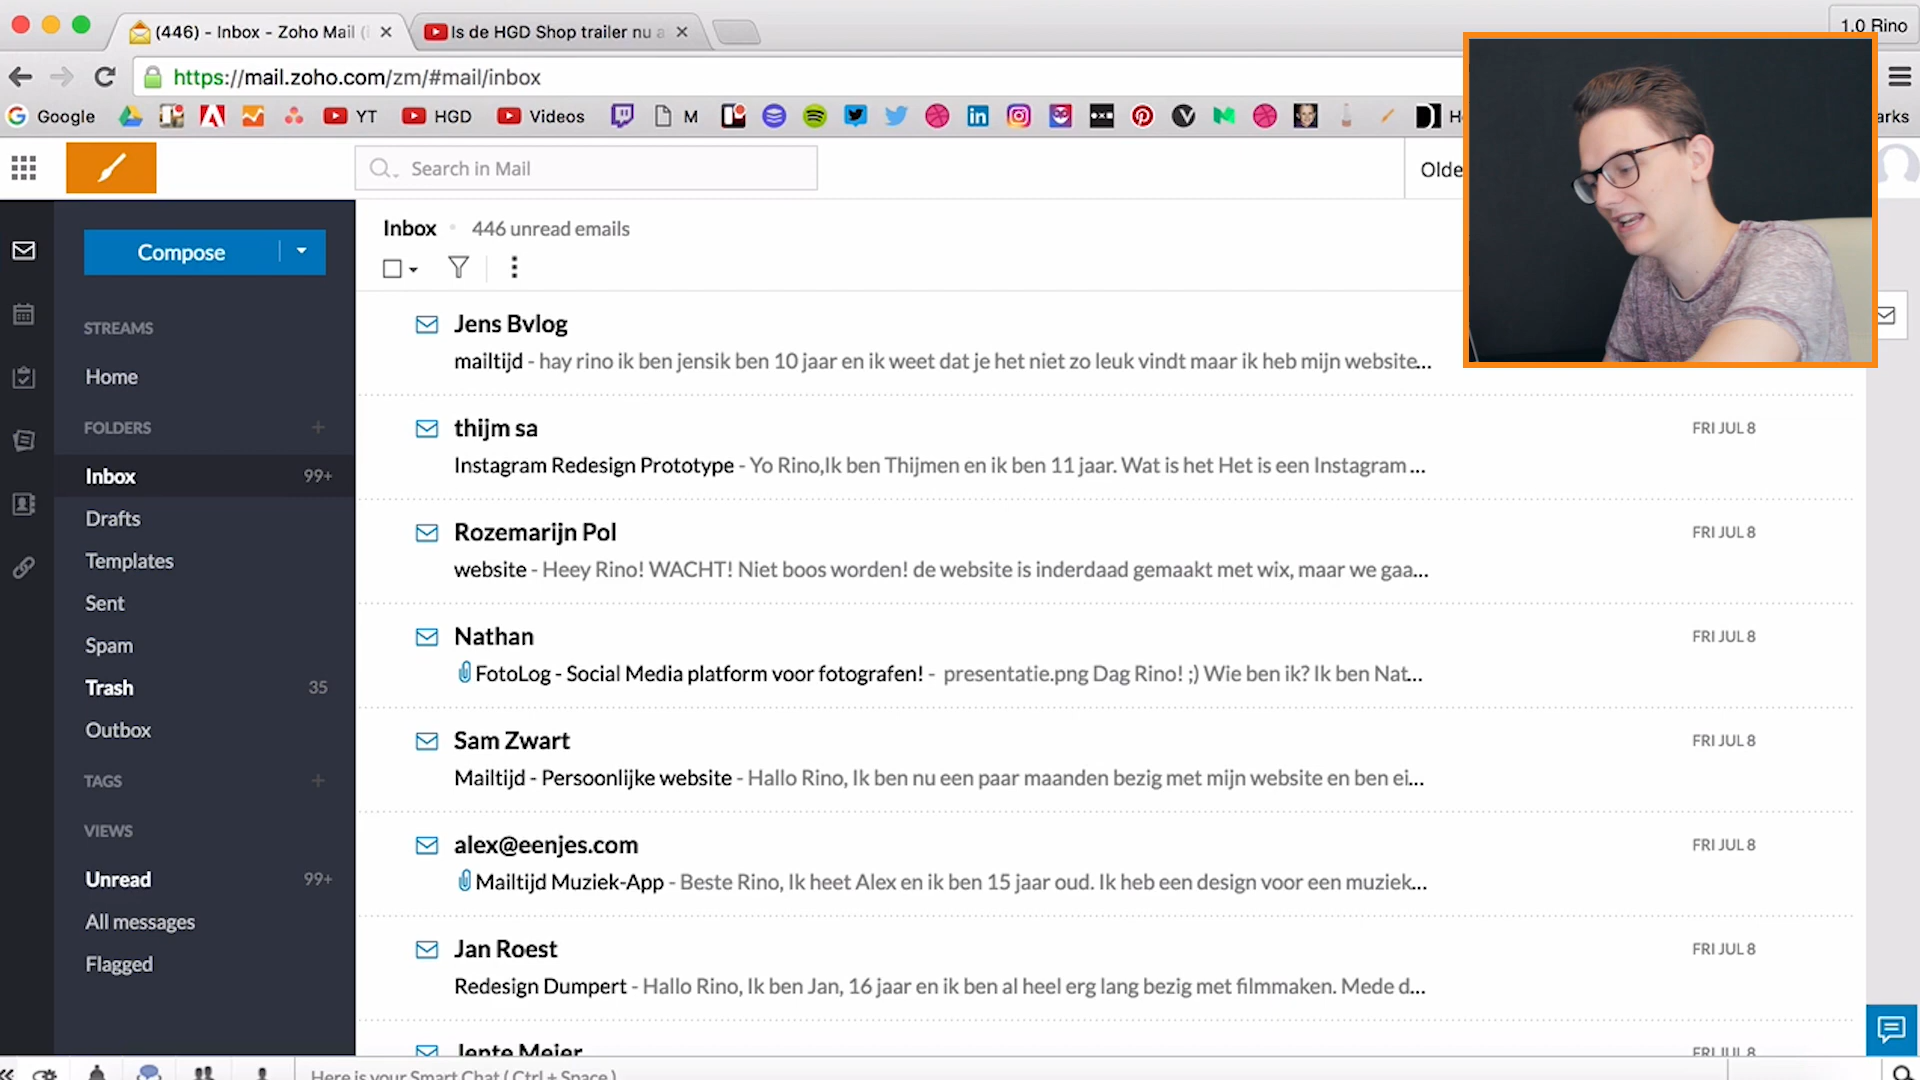 (446) - Inbox - Zoho Mail (
Is de HGD Shop trailer nu a
1.0 Rino
https://mail.zoho.com/zm/#mail/inbox
Google
YT
HGD
Videos
M
Search in Mail
Inbox
446 unread emails
Compose
STREAMS
Home
FOLDERS
Inbox 99+
Drafts
Templates
Sent
Spam
Trash 35
Outbox
TAGS
VIEWS
Unread 99+
All messages
Flagged
Jens Bvlog
mailtijd - hay rino ik ben jensik ben 10 jaar en ik weet dat je het niet zo leuk vindt maar ik heb mijn website...
thijm sa FRI JUL 8
Instagram Redesign Prototype - Yo Rino,Ik ben Thijmen en ik ben 11 jaar. Wat is het Het is een Instagram ...
Rozemarijn Pol FRI JUL 8
website - Heey Rino! WACHT! Niet boos worden! de website is inderdaad gemaakt met wix, maar we gaa...
Nathan FRI JUL 8
FotoLog - Social Media platform voor fotografen! - presentatie.png Dag Rino! ;) Wie ben ik? Ik ben Nat...
Sam Zwart FRI JUL 8
Mailtijd - Persoonlijke website - Hallo Rino, Ik ben nu een paar maanden bezig met mijn website en ben ei...
alex@eenjes.com FRI JUL 8
Mailtijd Muziek-App - Beste Rino, Ik heet Alex en ik ben 15 jaar oud. Ik heb een design voor een muziek...
Jan Roest FRI JUL 8
Redesign Dumpert - Hallo Rino, Ik ben Jan, 16 jaar en ik ben al heel erg lang bezig met filmmaken. Mede d...
Jente Meier FRI JUL 8
Here is your Smart Chat ( Ctrl + Space )